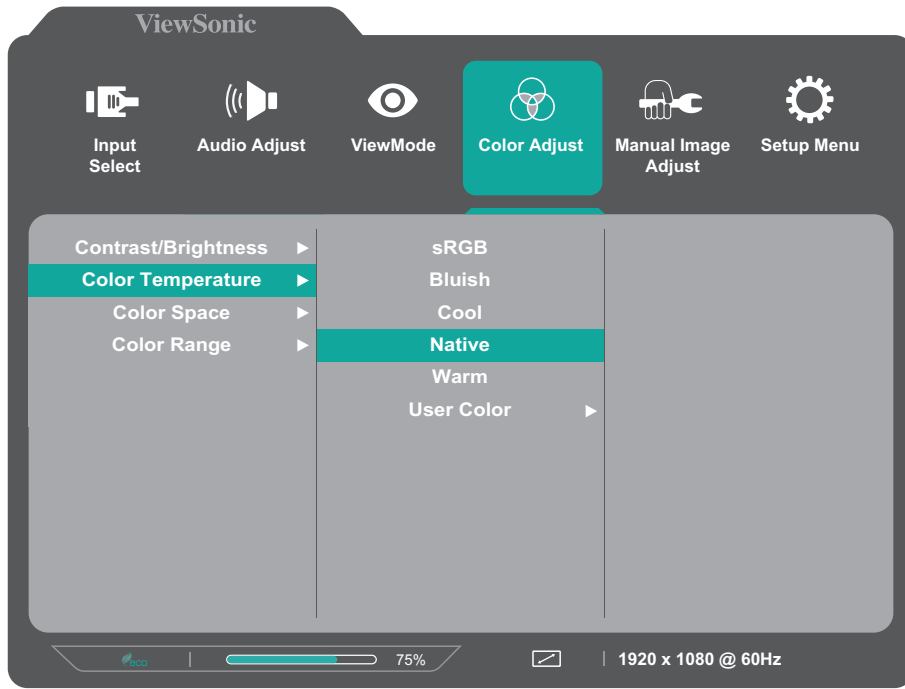 ViewSonic
Input
Select
Audio Adjust
ViewMode
Color Adjust
Manual Image
Adjust
Setup Menu
Contrast/Brightness
Color Temperature
Color Space
Color Range
sRGB
Bluish
Cool
Native
Warm
User Color
eco
75%
1920 x 1080 @ 60Hz